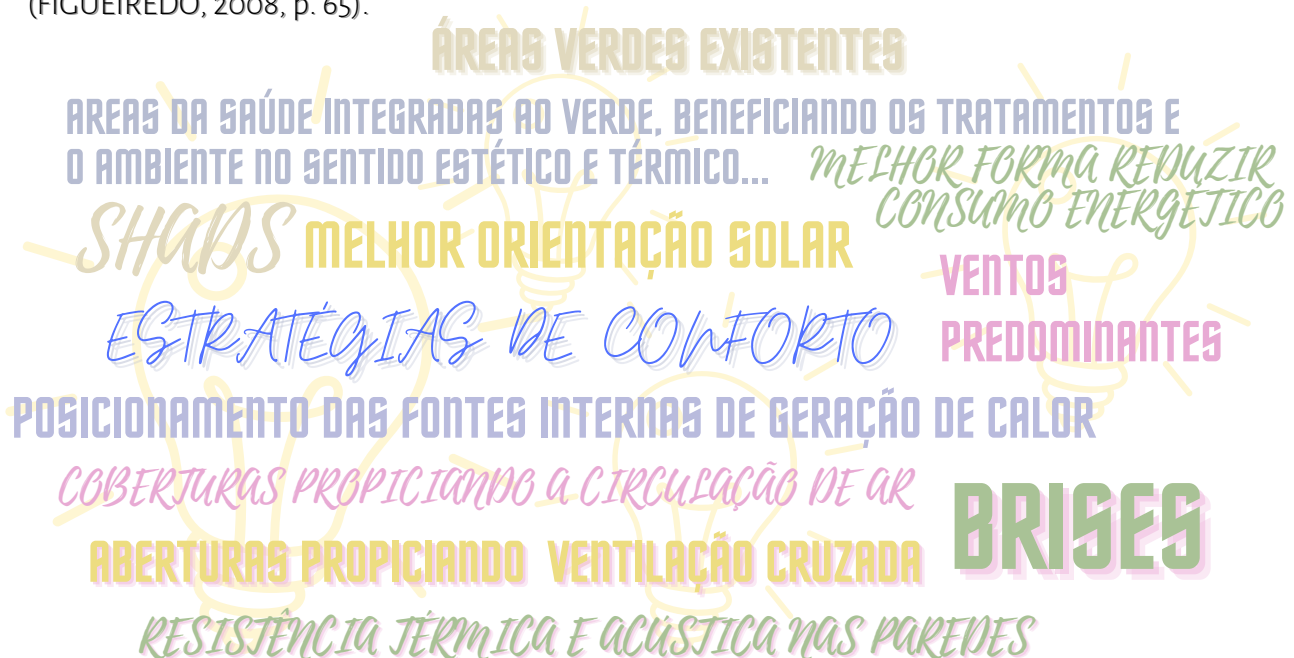 (FIGUEIREDO, 2008, p. 65).
ÁREAS VERDES EXISTENTES
AREAS DA SAÚDE INTEGRADAS AO VERDE, BENEFICIANDO OS TRATAMENTOS E
O AMBIENTE NO SENTIDO ESTÉTICO E TÉRMICO...
MELHOR FORMA REDUZIR
CONSUMO ENERGÉTICO
SHADS
MELHOR ORIENTAÇÃO SOLAR
VENTOS
PREDOMINANTES
ESTRATÉGIAS DE CONFORTO
POSICIONAMENTO DAS FONTES INTERNAS DE GERAÇÃO DE CALOR
COBERTURAS PROPICIANDO A CIRCULAÇÃO DE AR
BRISES
ABERTURAS PROPICIANDO VENTILAÇÃO CRUZADA
RESISTÊNCIA TÉRMICA E ACÚSTICA NAS PAREDES